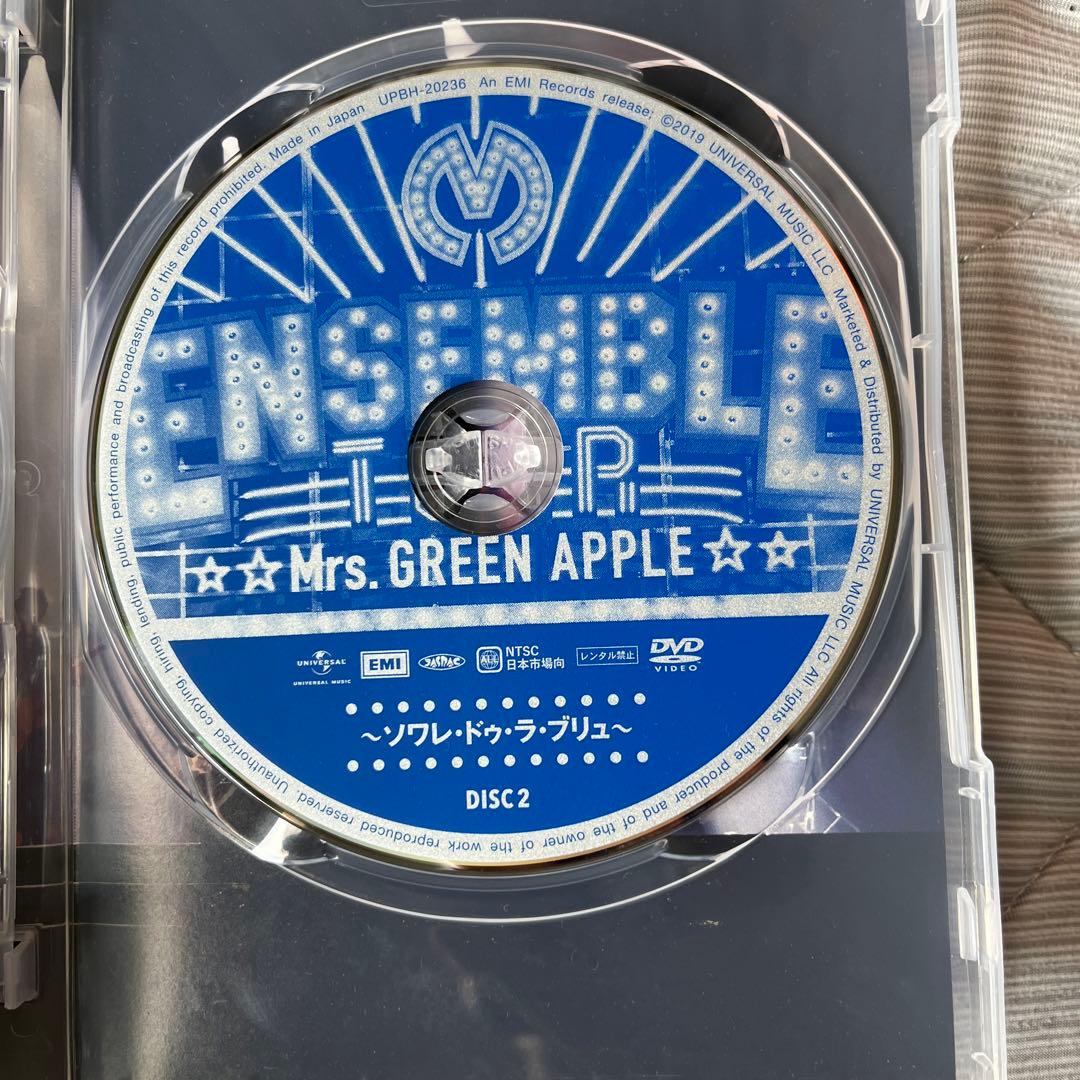 Unauthorized copying, hiring, lending, public performance and broadcasting of this record prohibited. Made in Japan UPBH-20236 An EMI Records release; ©2019 UNIVERSAL MUSIC LLC Marketed & Distributed by UNIVERSAL MUSIC LLC All rights of the producer and of the owner of the work reproduced reserved.
M
ENSEMBLE
Mrs. GREEN APPLE
UNIVERSAL
UNIVERSAL MUSIC
EMI
JASRAC
ALL
NTSC
日本市場向
レンタル禁止
DVD
VIDEO
〜ソワレ・ドゥ・ラ・ブリュ〜
DISC 2